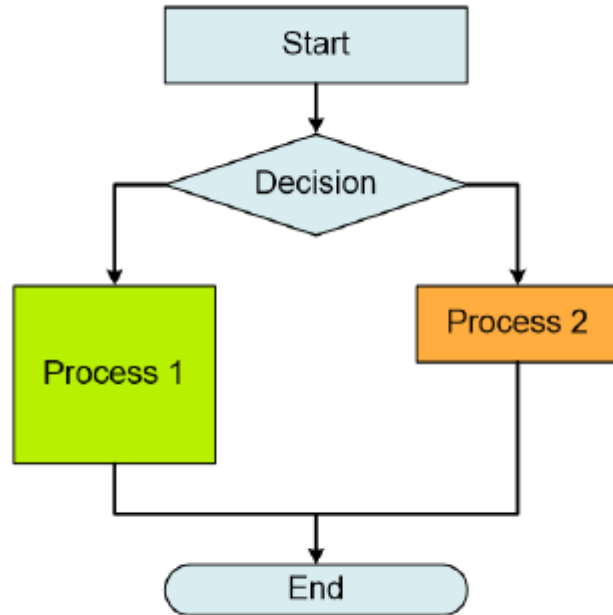 Start
Decision
Process 1
Process 2
End